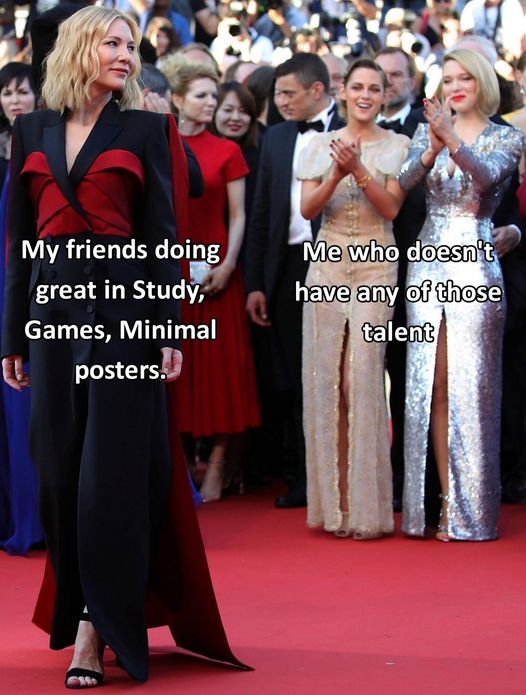 My friends doing
great in Study,
Games, Minimal
posters.
Me who doesn't
have any of those
talent